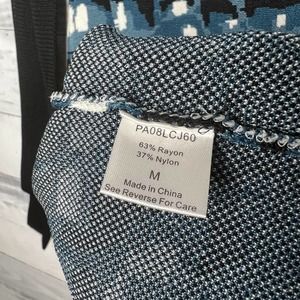 PA08LCJ60
63% Rayon
37% Nylon
M
Made in China
See Reverse For Care